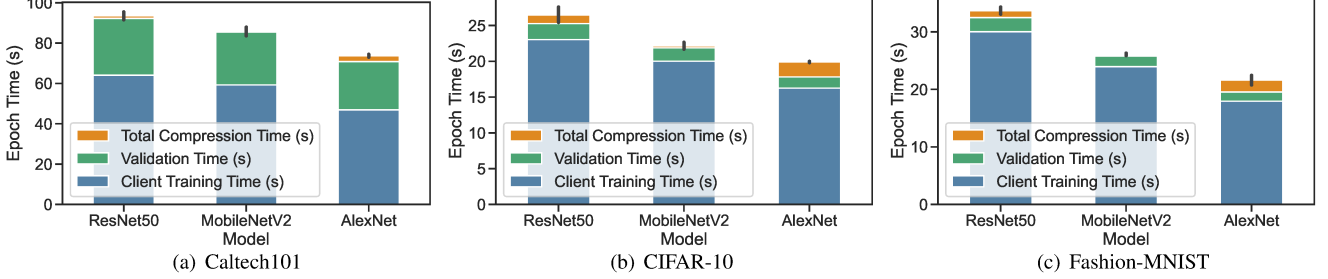 100
80
60
40
20
0
Epoch Time (s)
Total Compression Time (s)
Validation Time (s)
Client Training Time (s)
ResNet50 MobileNetV2 AlexNet
Model
(a) Caltech101
25
20
15
10
5
0
Epoch Time (s)
Total Compression Time (s)
Validation Time (s)
Client Training Time (s)
ResNet50 MobileNetV2 AlexNet
Model
(b) CIFAR-10
30
20
10
0
Epoch Time (s)
Total Compression Time (s)
Validation Time (s)
Client Training Time (s)
ResNet50 MobileNetV2 AlexNet
Model
(c) Fashion-MNIST